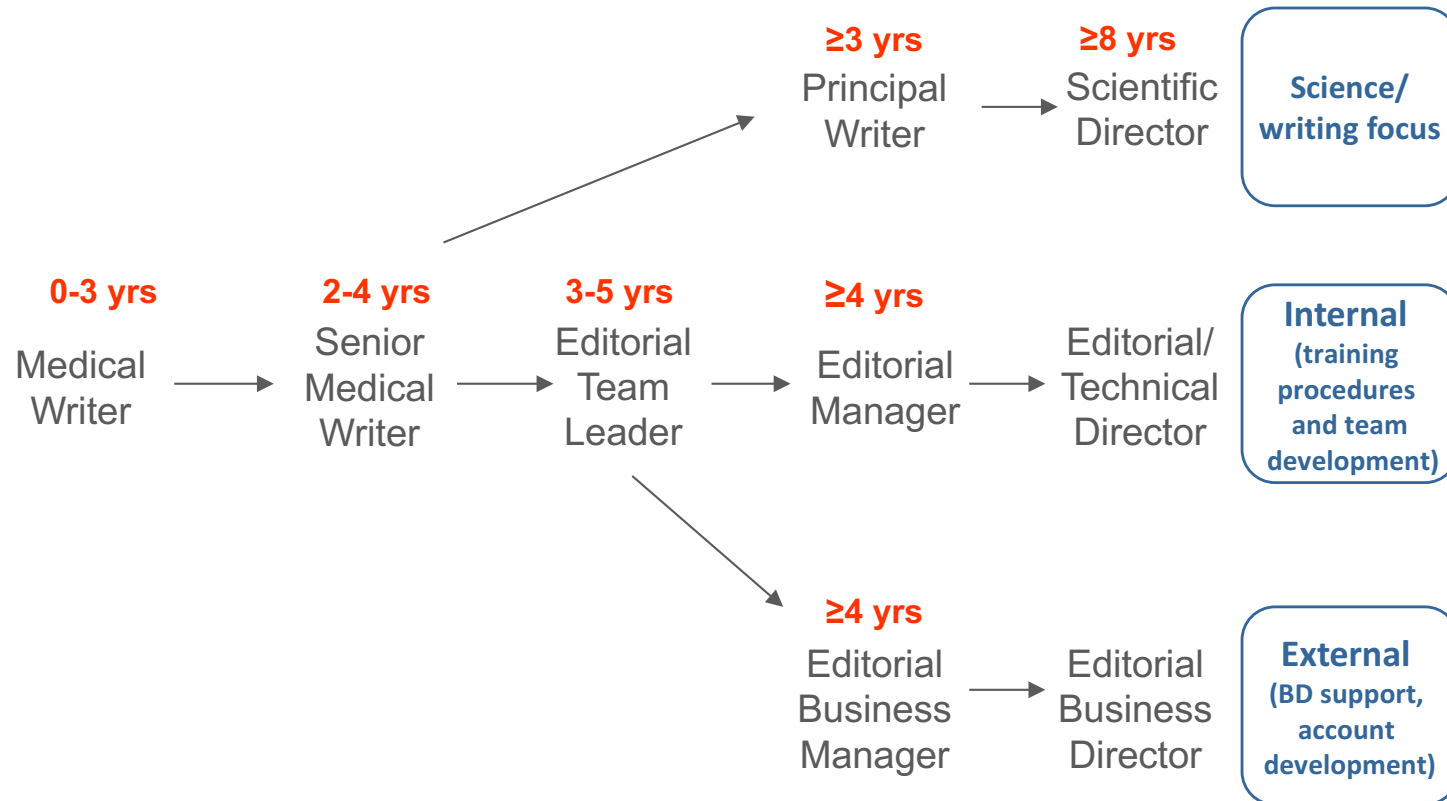 ≥3 yrs
Principal
Writer
≥8 yrs
Scientific
Director
Science/
writing focus
0-3 yrs
Medical
Writer
2-4 yrs
Senior
Medical
Writer
3-5 yrs
Editorial
Team
Leader
≥4 yrs
Editorial
Manager
Editorial/
Technical
Director
Internal
(training
procedures
and team
development)
≥4 yrs
Editorial
Business
Manager
Editorial
Business
Director
External
(BD support,
account
development)